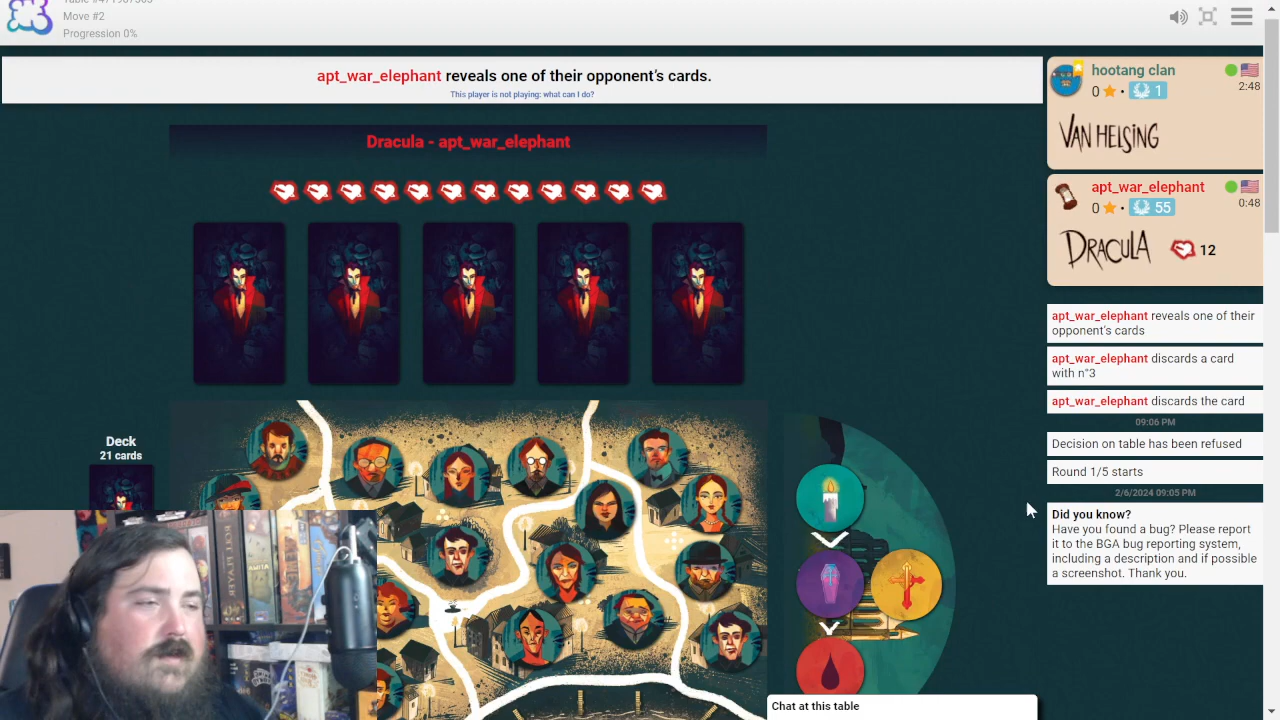 Move #2
Progression 0%
apt_war_elephant reveals one of their opponent's cards.
This player is not playing: what can I do?
Dracula - apt_war_elephant
Deck
21 cards
hootang clan
0 • 1
2:48
VAN HELSING
apt_war_elephant
0 • 55
0:48
DRACULA
12
apt_war_elephant reveals one of their
opponent's cards
apt_war_elephant discards a card
with n°3
apt_war_elephant discards the card
09:06 PM
Decision on table has been refused
Round 1/5 starts
2/6/2024 09:05 PM
Did you know?
Have you found a bug? Please report
it to the BGA bug reporting system,
including a description and if possible
a screenshot. Thank you.
Chat at this table